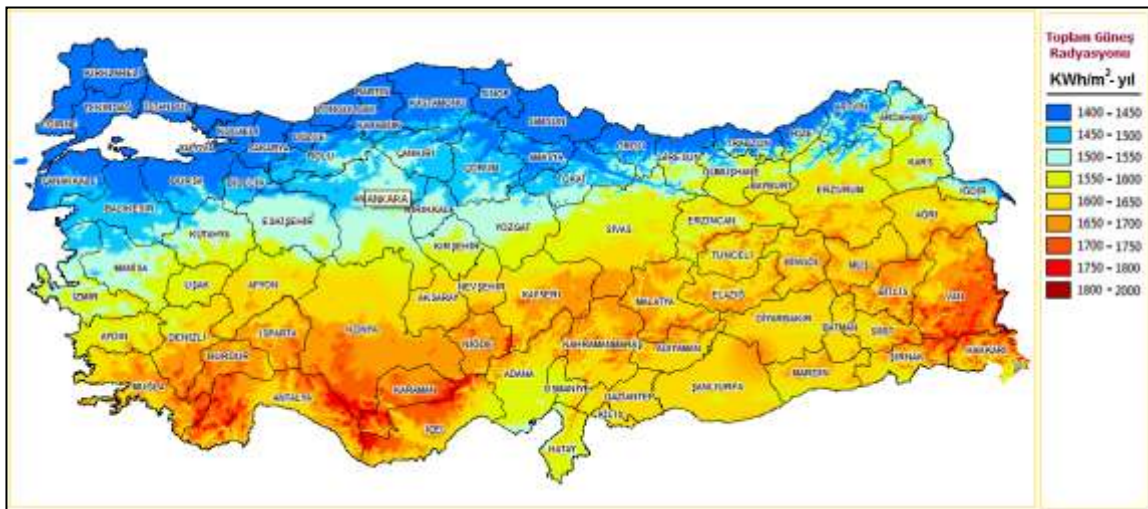 Toplam Güneş
Radyasyonu
KWh/m²- yıl
1400 - 1450
1450 - 1500
1500 - 1550
1550 - 1600
1600 - 1650
1650 - 1700
1700 - 1750
1750 - 1800
1800 - 2000
KIRKLARELİ
TEKİRDAĞ
İSTANBUL
EDİRNE
BARTIN
KASTAMONU
SİNOP
ZONGULDAK
KARABÜK
SAMSUN
ARTVİN
ARDAHAN
KOCAELİ
SAKARYA
DÜZCE
BOLU
ÇANKIRI
ÇORUM
AMASYA
TOKAT
ORDU
GİRESUN
TRABZON
RİZE
GÜMÜŞHANE
BAYBURT
ERZURUM
KARS
IĞDIR
AĞRI
ÇANAKKALE
BURSA
BİLECİK
BALIKESİR
ESKİŞEHİR
ANKARA
KIRIKKALE
YOZGAT
SİVAS
ERZİNCAN
KÜTAHYA
KIRŞEHİR
TUNCELİ
BİNGÖL
MUŞ
MANİSA
UŞAK
AFYON
NEVŞEHİR
AKSARAY
KAYSERİ
MALATYA
ELAZIĞ
BİTLİS
VAN
İZMİR
DİYARBAKIR
AYDIN
DENİZLİ
ISPARTA
KONYA
NİĞDE
KAHRAMANMARAŞ
ADIYAMAN
BATMAN
SİİRT
BURDUR
ŞIRNAK
HAKKARİ
MUĞLA
ANTALYA
KARAMAN
ADANA
OSMANİYE
GAZİANTEP
ŞANLIURFA
MARDİN
KİLİS
İÇEL
HATAY